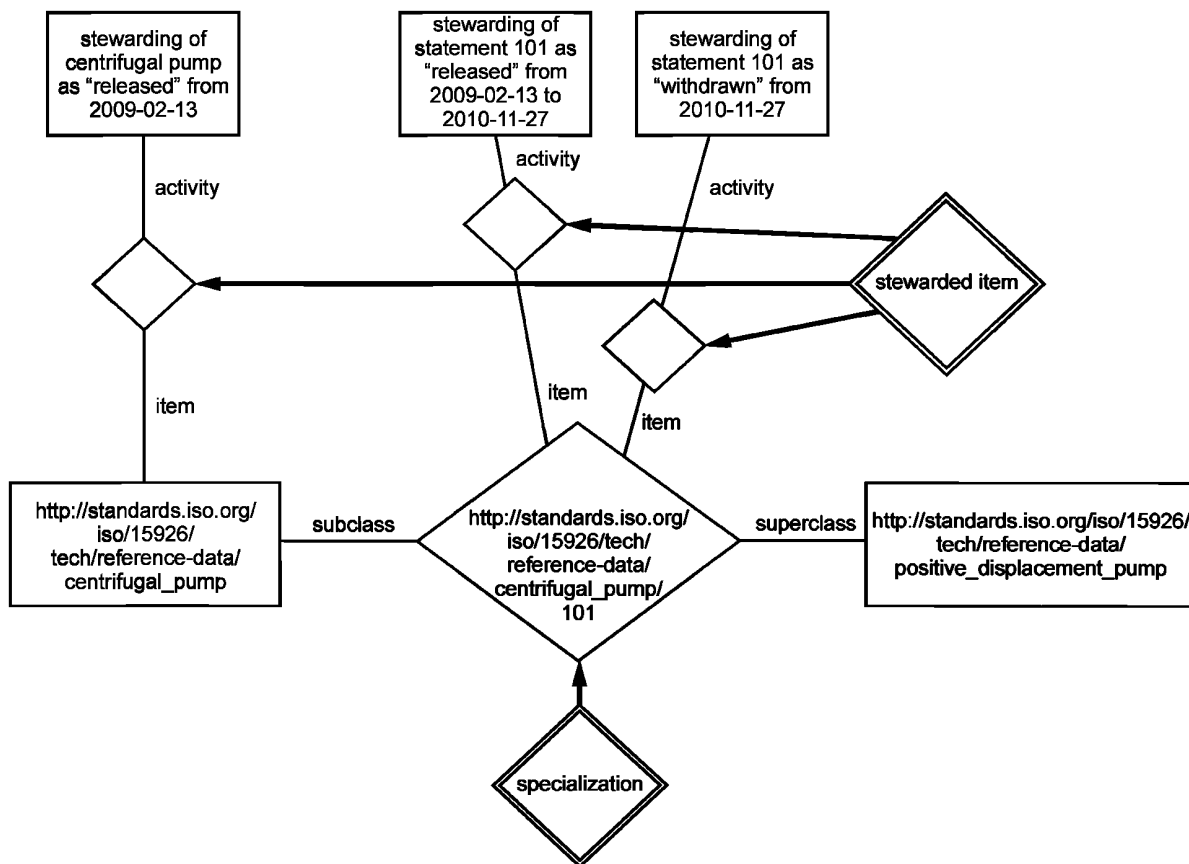 stewarding of
centrifugal pump
as “released” from
2009-02-13
stewarding of
statement 101 as
“released” from
2009-02-13 to
2010-11-27
stewarding of
statement 101 as
“withdrawn” from
2010-11-27
activity
activity
activity
stewarded item
item
item
item
http://standards.iso.org/
iso/15926/
tech/reference-data/
centrifugal_pump
subclass
http://standards.iso.org/
iso/15926/tech/
reference-data/
centrifugal_pump/
101
superclass
http://standards.iso.org/iso/15926/
tech/reference-data/
positive_displacement_pump
specialization